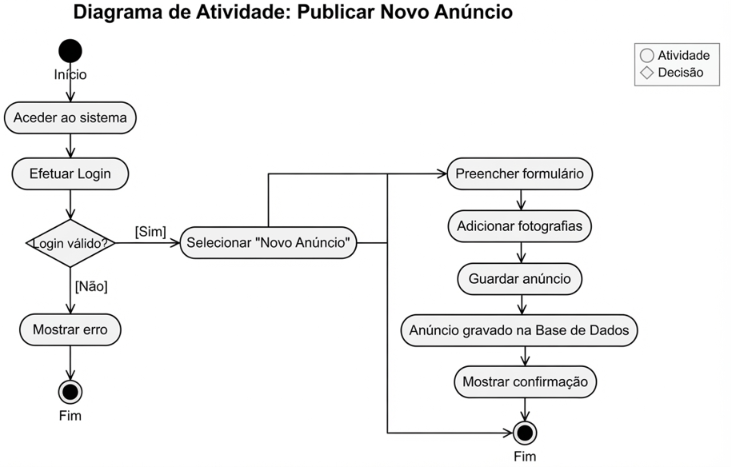 Diagrama de Atividade: Publicar Novo Anúncio
Início
Atividade
Decisão
Aceder ao sistema
Efetuar Login
Login válido?
[Sim]
Selecionar "Novo Anúncio"
[Não]
Mostrar erro
Fim
Preencher formulário
Adicionar fotografias
Guardar anúncio
Anúncio gravado na Base de Dados
Mostrar confirmação
Fim